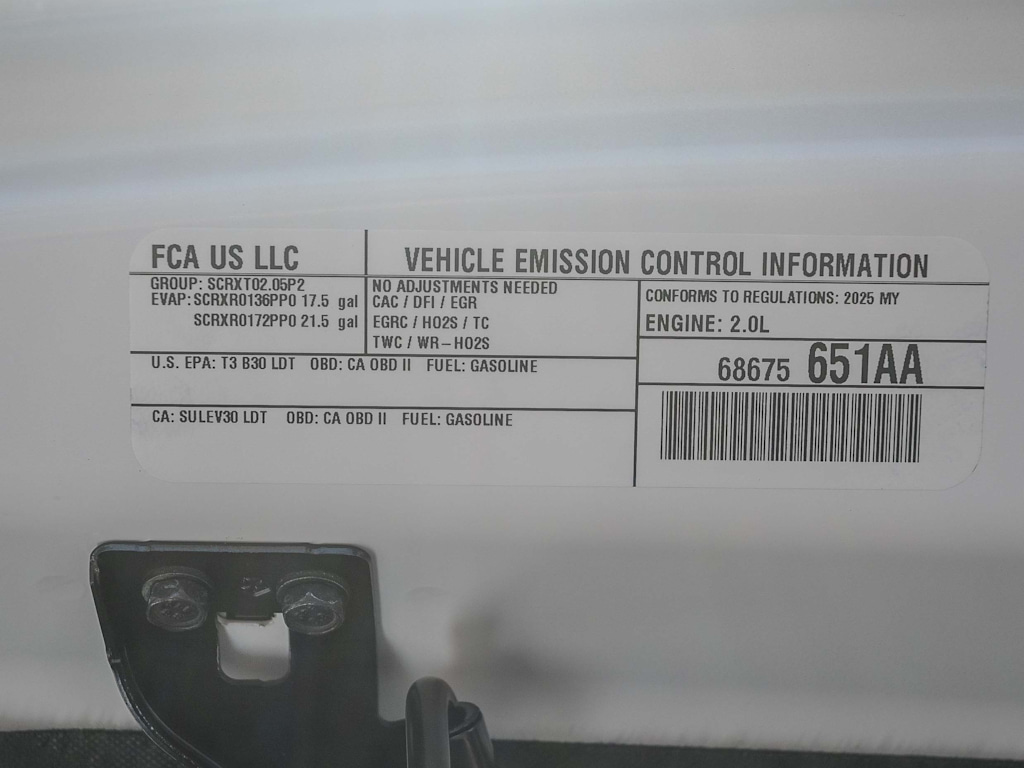 FCA US LLC
VEHICLE EMISSION CONTROL INFORMATION
GROUP: SCRXT02.05P2
EVAP: SCRXR0136PP0 17.5 gal
SCRXR0172PP0 21.5 gal
NO ADJUSTMENTS NEEDED
CAC / DFI / EGR
EGRC / HO2S / TC
TWC / WR-HO2S
CONFORMS TO REGULATIONS: 2025 MY
ENGINE: 2.0L
68675 651AA
U.S. EPA: T3 B30 LDT OBD: CA OBD II FUEL: GASOLINE
CA: SULEV30 LDT OBD: CA OBD II FUEL: GASOLINE